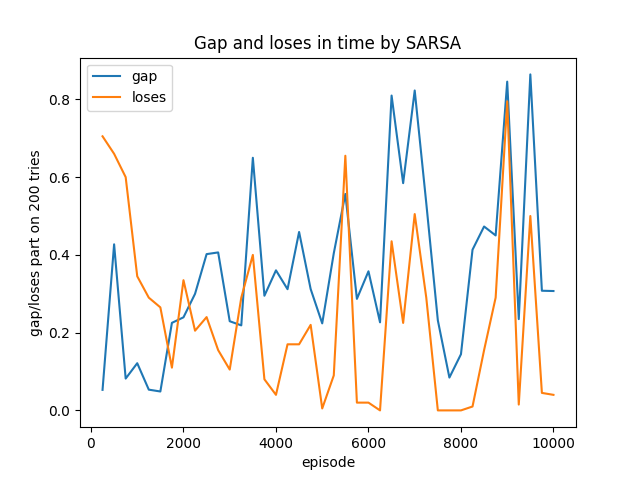 Gap and loses in time by SARSA
gap
loses
gap/loses part on 200 tries
0.8
0.6
0.4
0.2
0.0
0
2000
4000
6000
8000
10000
episode